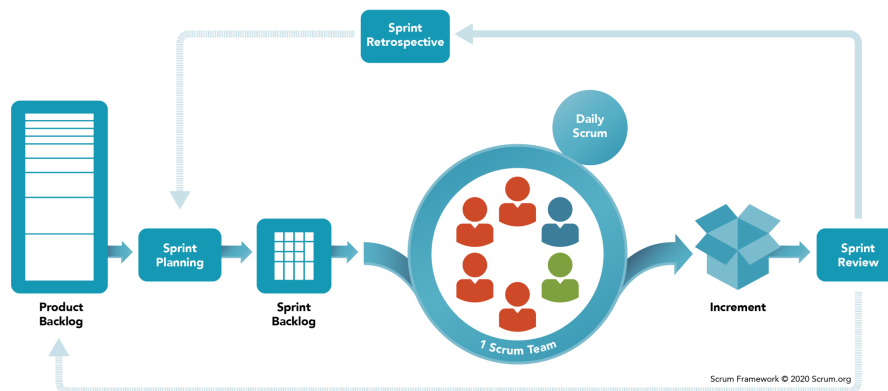 Sprint
Retrospective
Daily
Scrum
Sprint
Planning
Sprint
Review
Product
Backlog
Sprint
Backlog
1 Scrum Team
Increment
Scrum Framework © 2020 Scrum.org